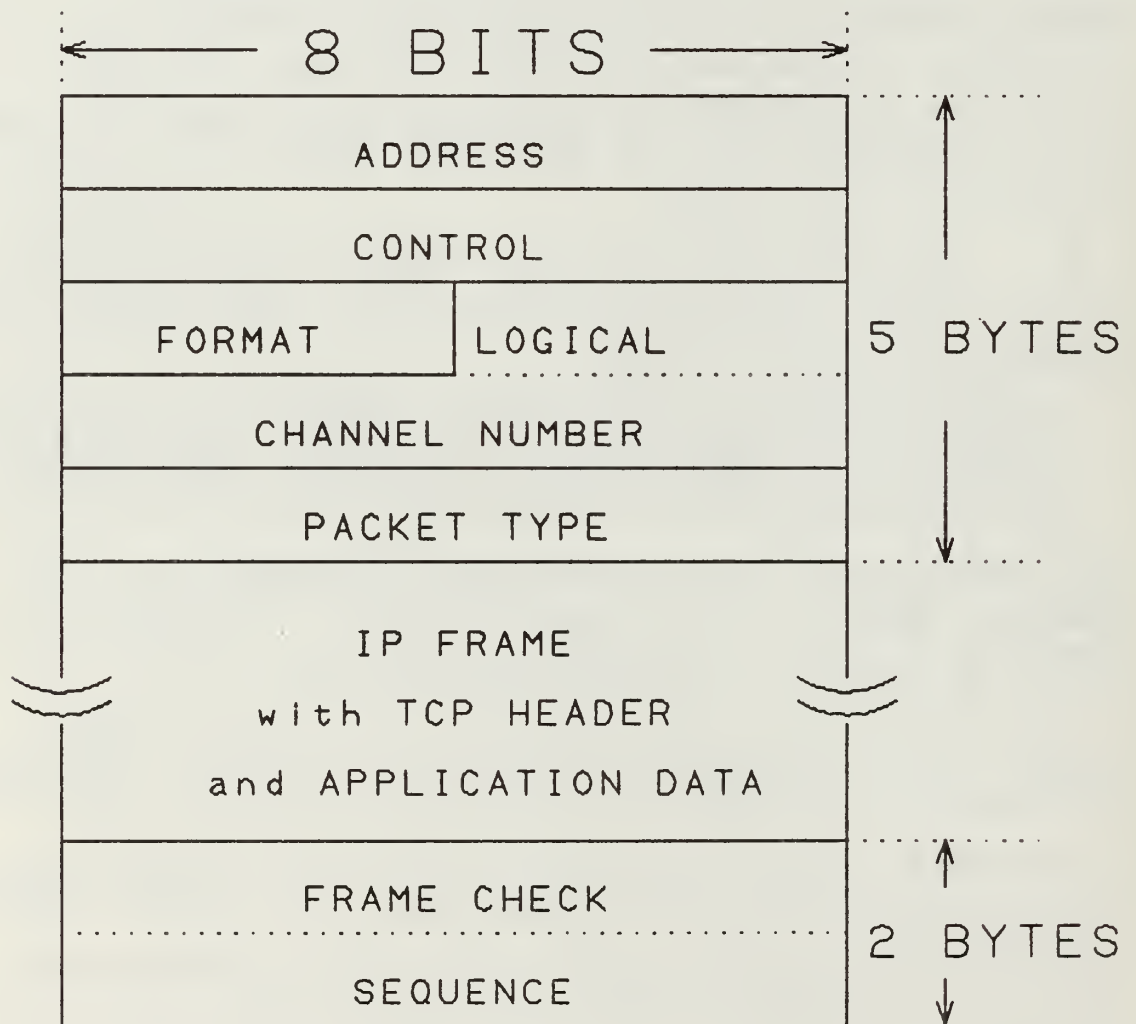 8 BITS
ADDRESS
CONTROL
FORMAT
LOGICAL
5 BYTES
CHANNEL NUMBER
PACKET TYPE
IP FRAME
with TCP HEADER
and APPLICATION DATA
FRAME CHECK
2 BYTES
SEQUENCE